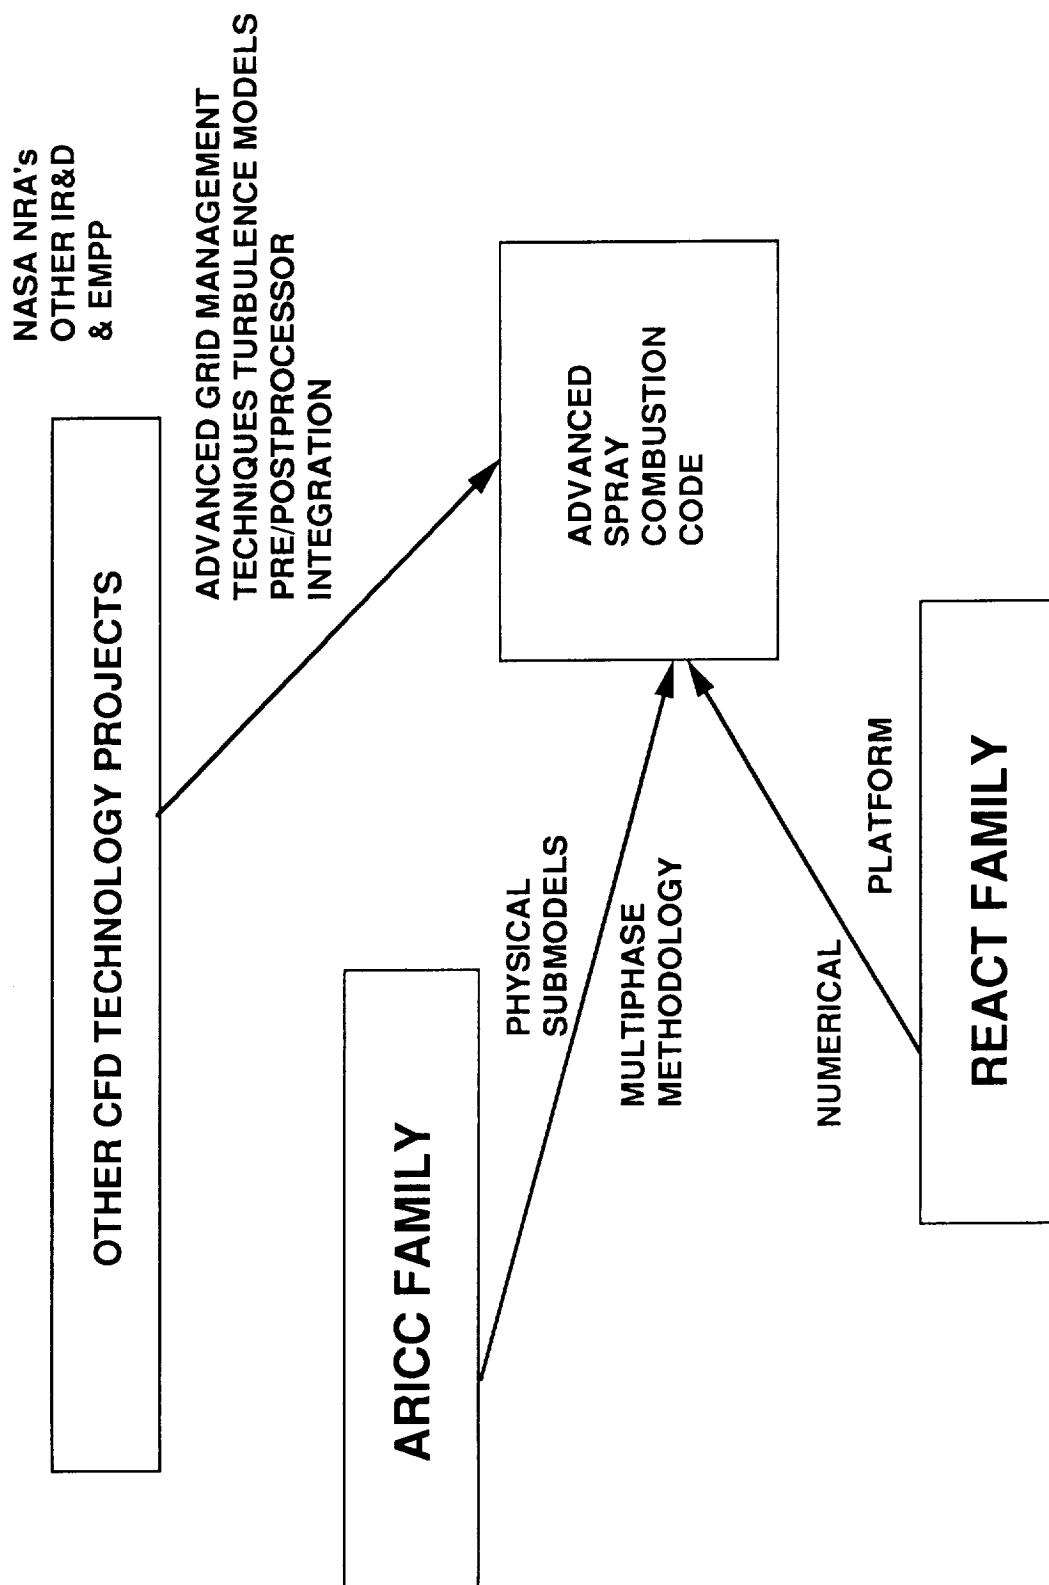 NASA NRA's
OTHER IR&D
& EMPP
OTHER CFD TECHNOLOGY PROJECTS
ADVANCED GRID MANAGEMENT
TECHNIQUES TURBULENCE MODELS
PRE/POSTPROCESSOR
INTEGRATION
ARICC FAMILY
PHYSICAL
SUBMODELS
MULTIPHASE
METHODOLOGY
ADVANCED
SPRAY
COMBUSTION
CODE
NUMERICAL
PLATFORM
REACT FAMILY